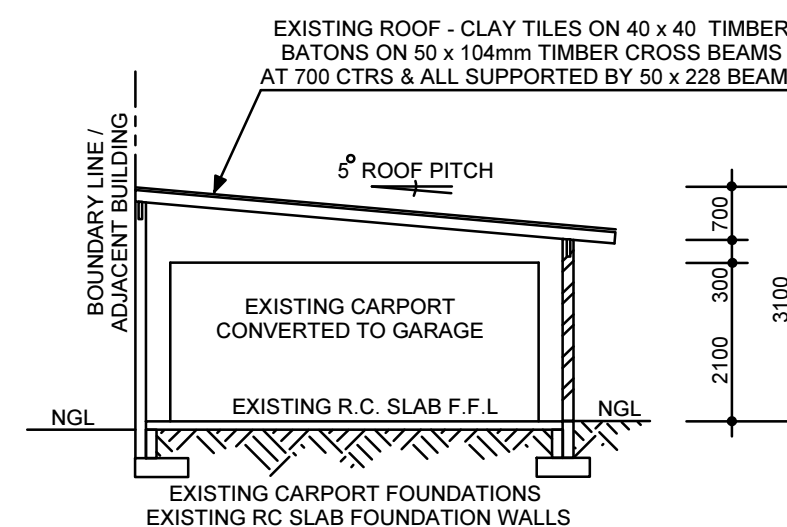 EXISTING ROOF - CLAY TILES ON 40 x 40 TIMBER
BATONS ON 50 x 104mm TIMBER CROSS BEAMS
AT 700 CTRS & ALL SUPPORTED BY 50 x 228 BEAM
BOUNDARY LINE /
ADJACENT BUILDING
5° ROOF PITCH
700
300
3100
2100
EXISTING CARPORT
CONVERTED TO GARAGE
EXISTING R.C. SLAB F.F.L
NGL
NGL
EXISTING CARPORT FOUNDATIONS
EXISTING RC SLAB FOUNDATION WALLS